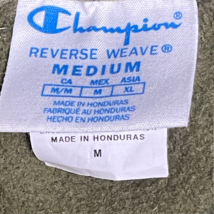 Champion®
REVERSE WEAVE®
MEDIUM
CA MEX ASIA
M/M M XL
MADE IN HONDURAS
FABRIQUÉ AU HONDURAS
HECHO EN HONDURAS
MADE IN HONDURAS
M